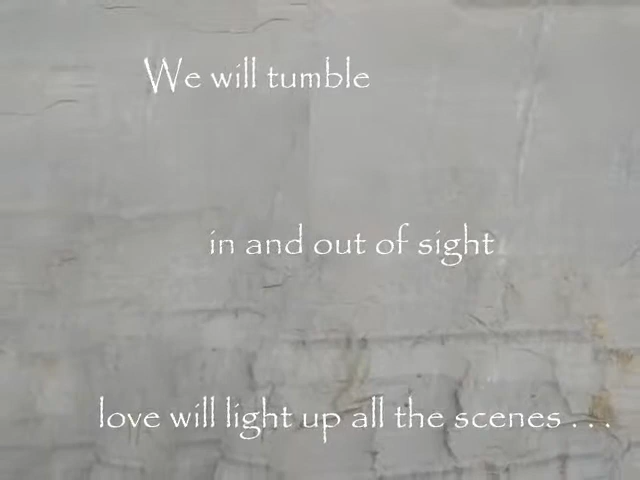 We will tumble
in and out of sight
love will light up all the scenes . . .